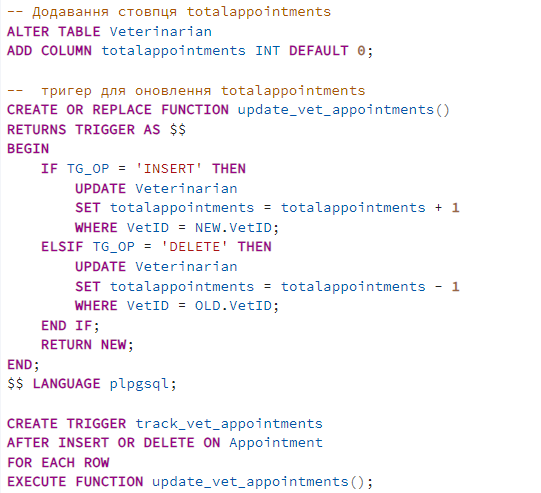 -- Додавання стовпця totalappointments
ALTER TABLE Veterinarian
ADD COLUMN totalappointments INT DEFAULT 0;

--  тригер для оновлення totalappointments
CREATE OR REPLACE FUNCTION update_vet_appointments()
RETURNS TRIGGER AS $$
BEGIN
    IF TG_OP = 'INSERT' THEN
        UPDATE Veterinarian
        SET totalappointments = totalappointments + 1
        WHERE VetID = NEW.VetID;
    ELSIF TG_OP = 'DELETE' THEN
        UPDATE Veterinarian
        SET totalappointments = totalappointments - 1
        WHERE VetID = OLD.VetID;
    END IF;
    RETURN NEW;
END;
$$ LANGUAGE plpgsql;

CREATE TRIGGER track_vet_appointments
AFTER INSERT OR DELETE ON Appointment
FOR EACH ROW
EXECUTE FUNCTION update_vet_appointments();